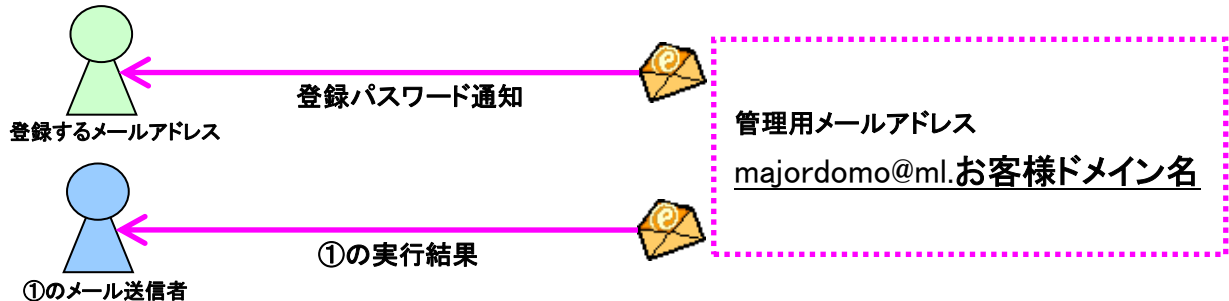 登録パスワード通知
登録するメールアドレス
管理用メールアドレス
majordomo@ml.お客様ドメイン名
①の実行結果
①のメール送信者